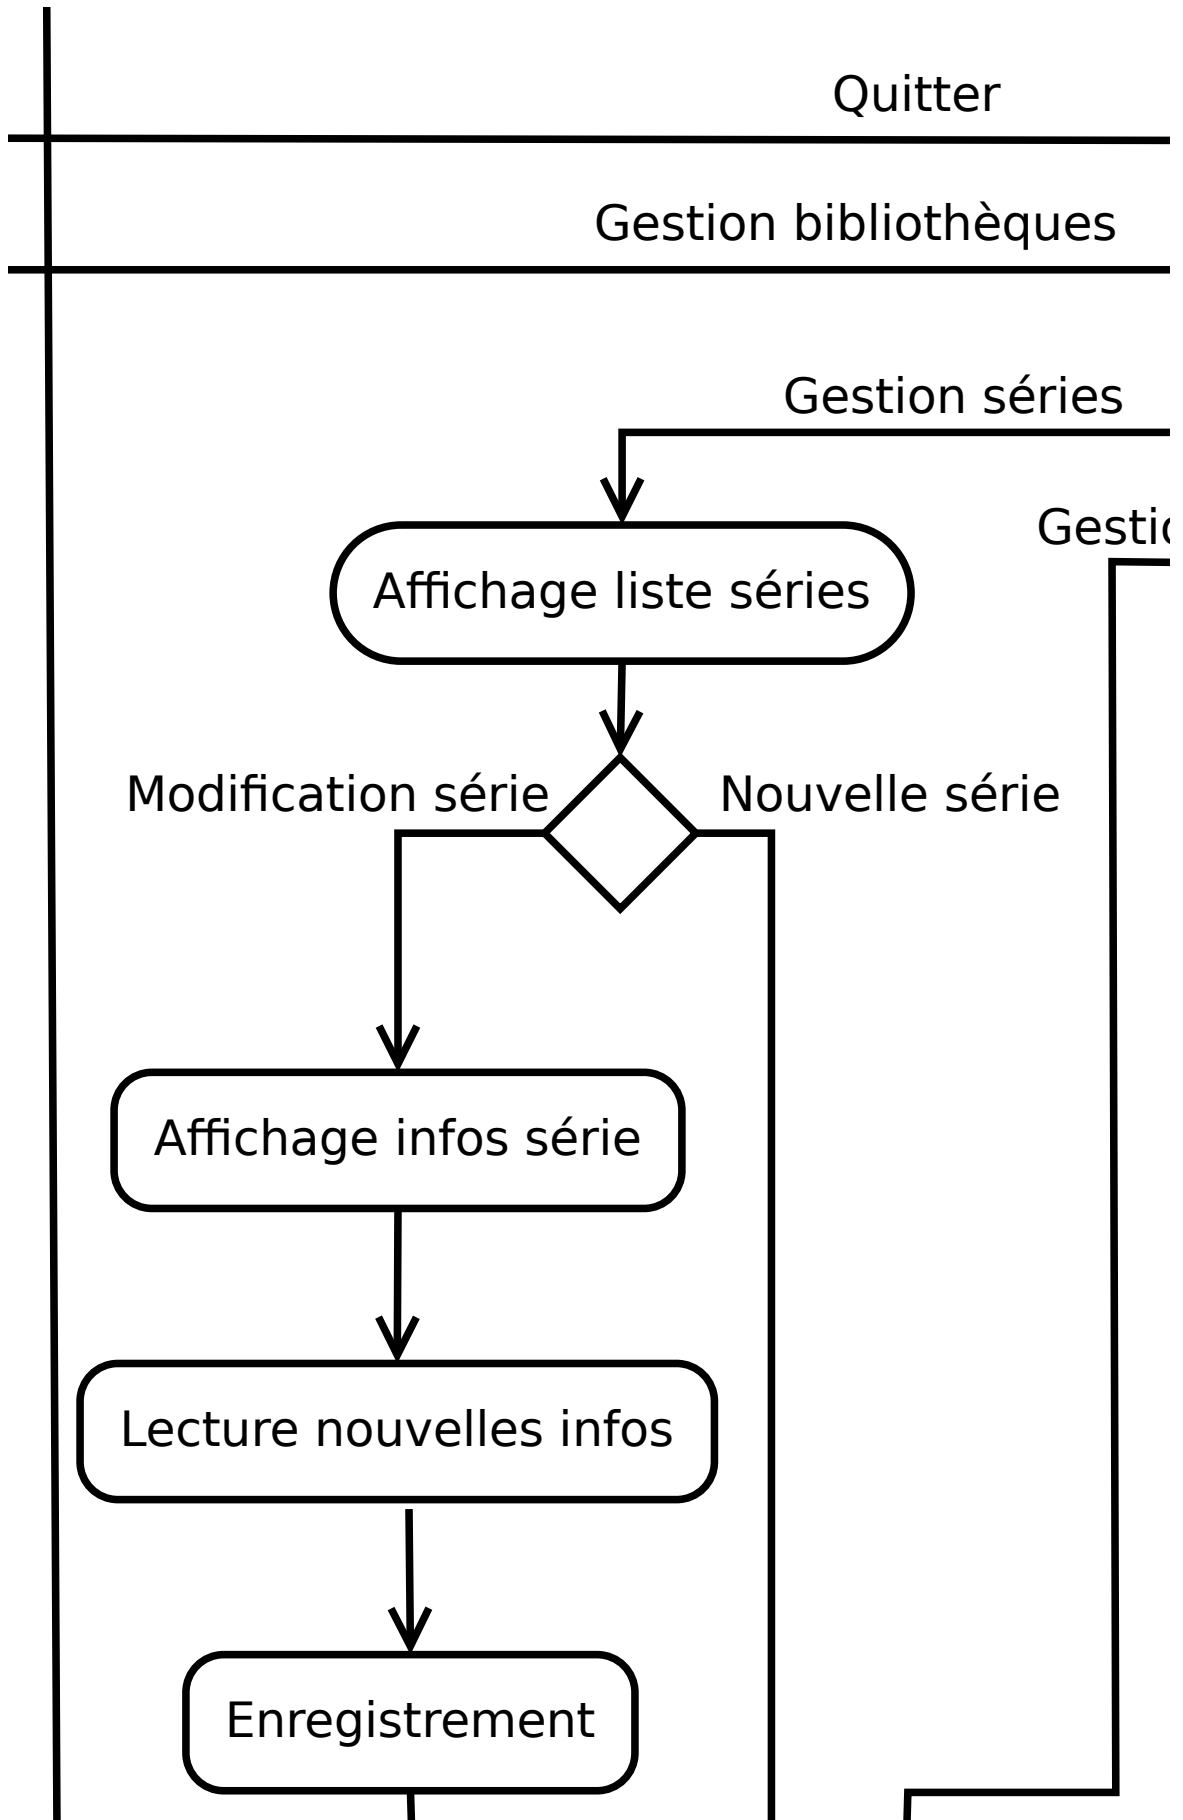 Quitter
Gestion bibliothèques
Gestion séries
Affichage liste séries
Modification série
Nouvelle série
Affichage infos série
Lecture nouvelles infos
Enregistrement